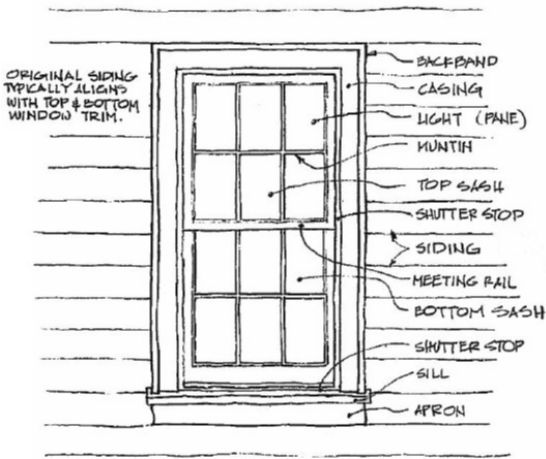 ORIGINAL SIDING
TYPICALLY ALIGNS
WITH TOP & BOTTOM
WINDOW TRIM.
BACKBAND
CASING
LIGHT (PANE)
MUNTIN
TOP SASH
SHUTTER STOP
SIDING
MEETING RAIL
BOTTOM SASH
SHUTTER STOP
SILL
APRON